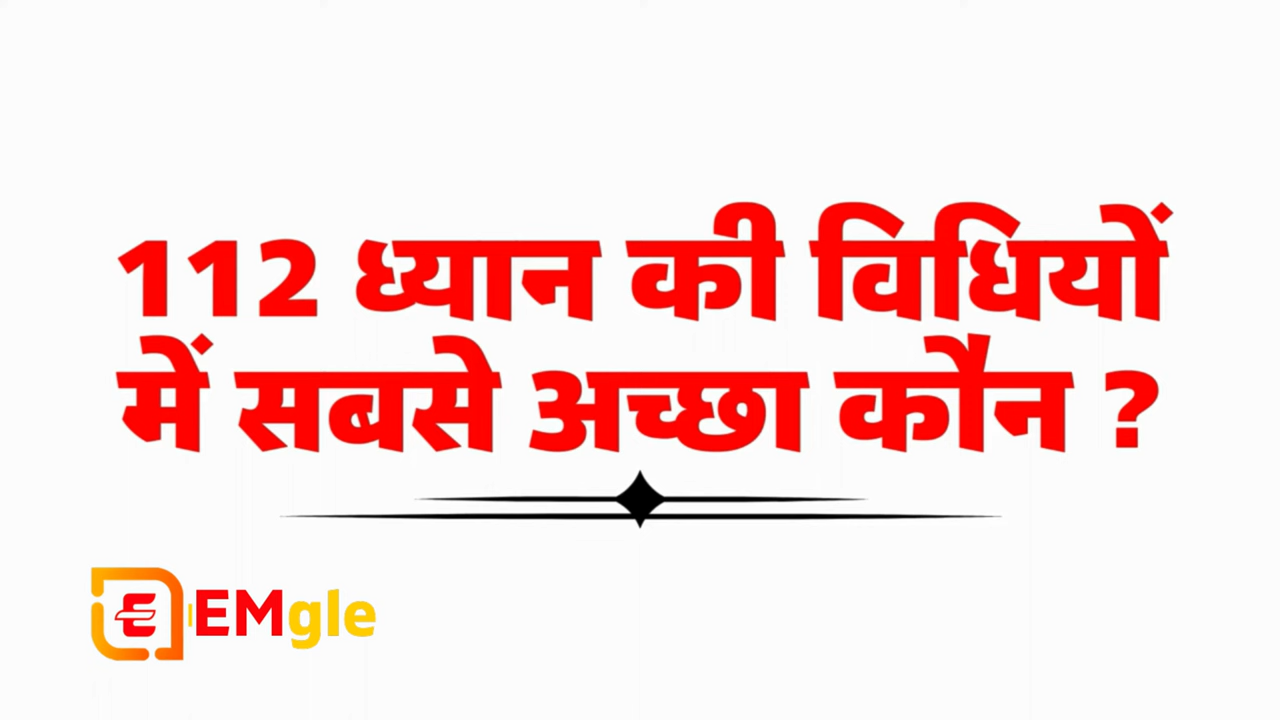 112 ध्यान की विधियों
में सबसे अच्छा कौन ?
EMgle